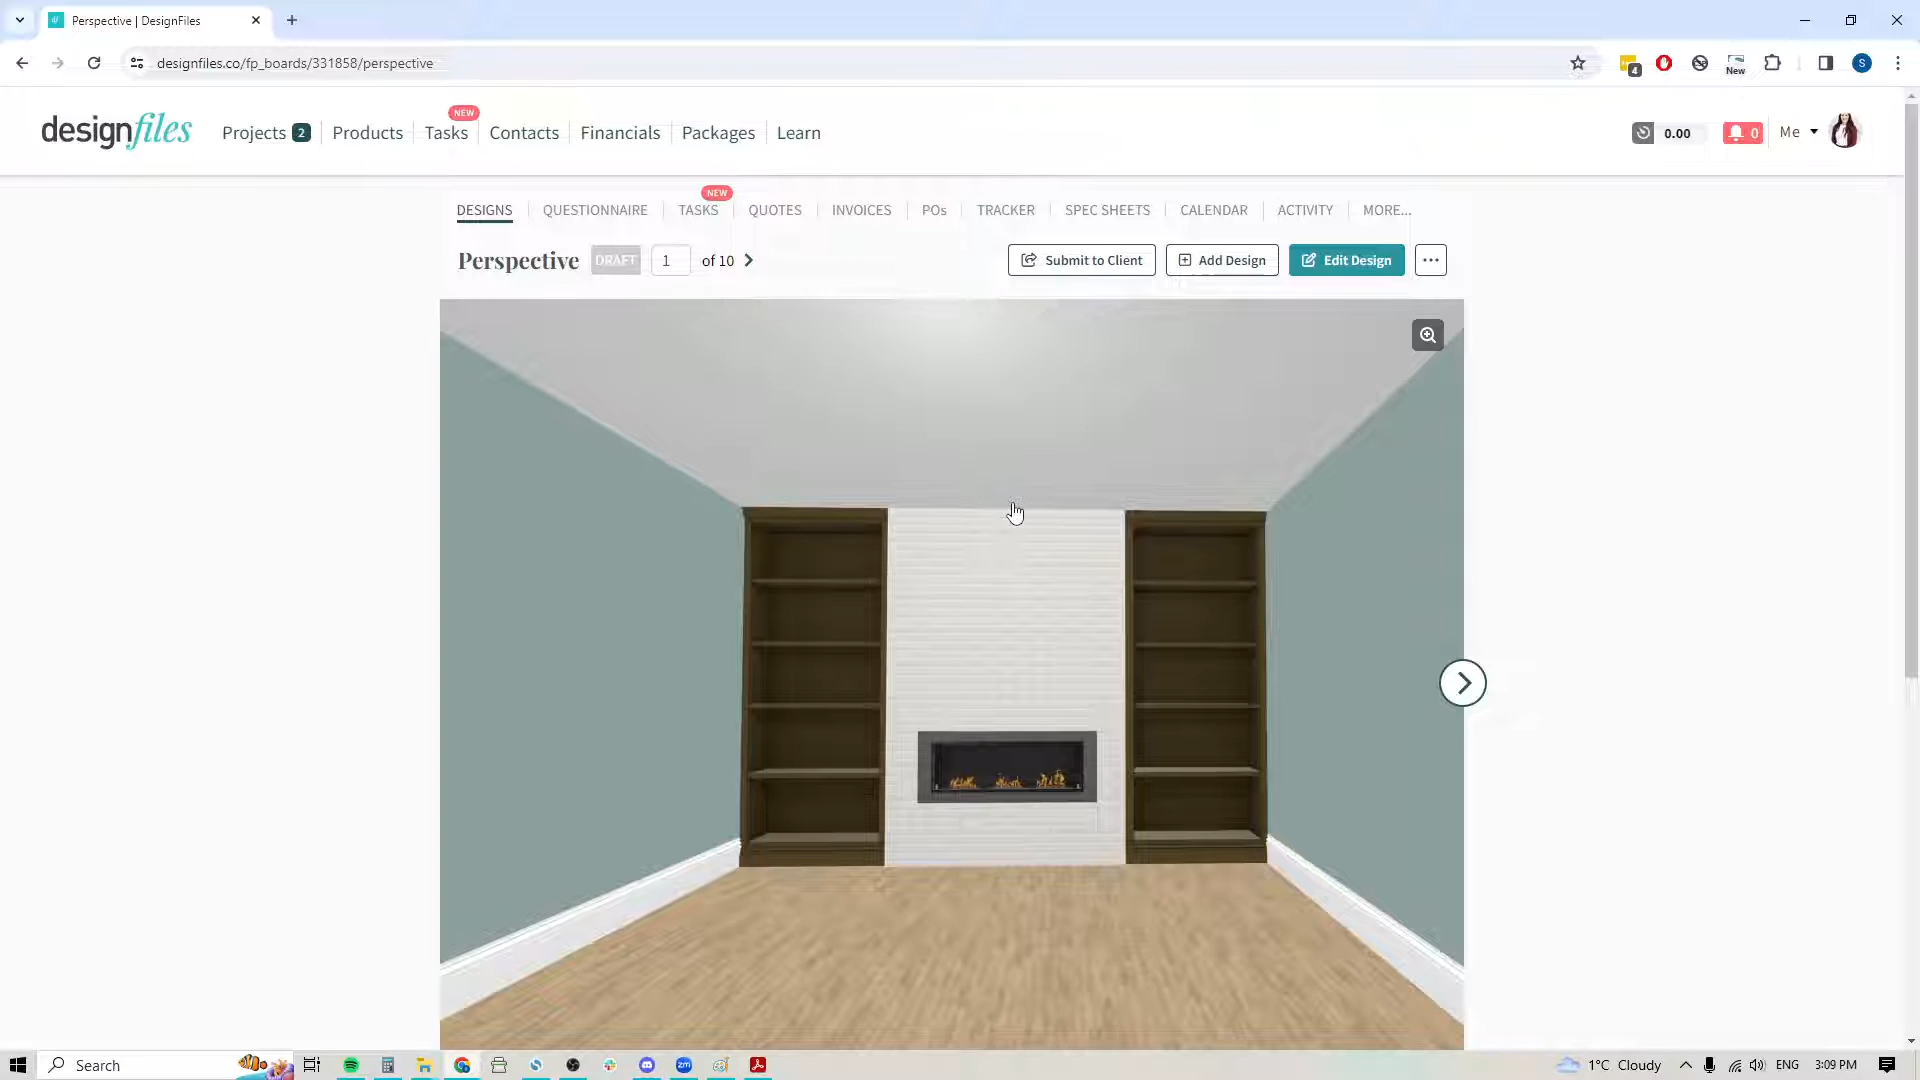 Perspective | DesignFiles
designfiles.co/fp_boards/331858/perspective
4
New
S
designfiles
Projects 2
Products
NEW
Tasks
Contacts
Financials
Packages
Learn
0.00
0
Me
DESIGNS
QUESTIONNAIRE
NEW
TASKS
QUOTES
INVOICES
POs
TRACKER
SPEC SHEETS
CALENDAR
ACTIVITY
MORE...
Perspective
DRAFT
1
of 10
Submit to Client
Add Design
Edit Design
Search
zm
1°C Cloudy
ENG
3:09 PM